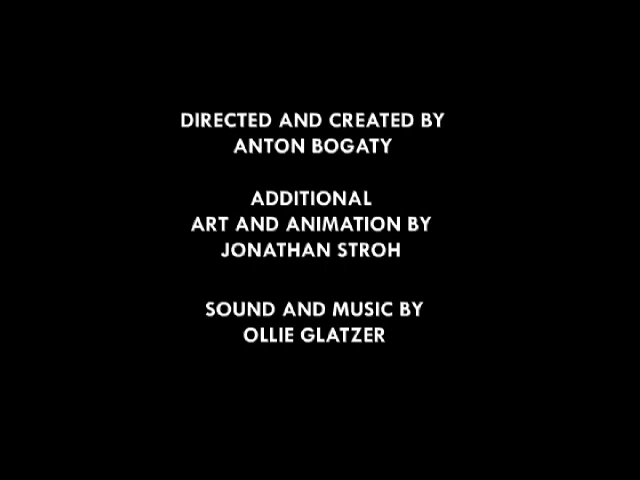 DIRECTED AND CREATED BY
ANTON BOGATY
ADDITIONAL
ART AND ANIMATION BY
JONATHAN STROH
SOUND AND MUSIC BY
OLLIE GLATZER